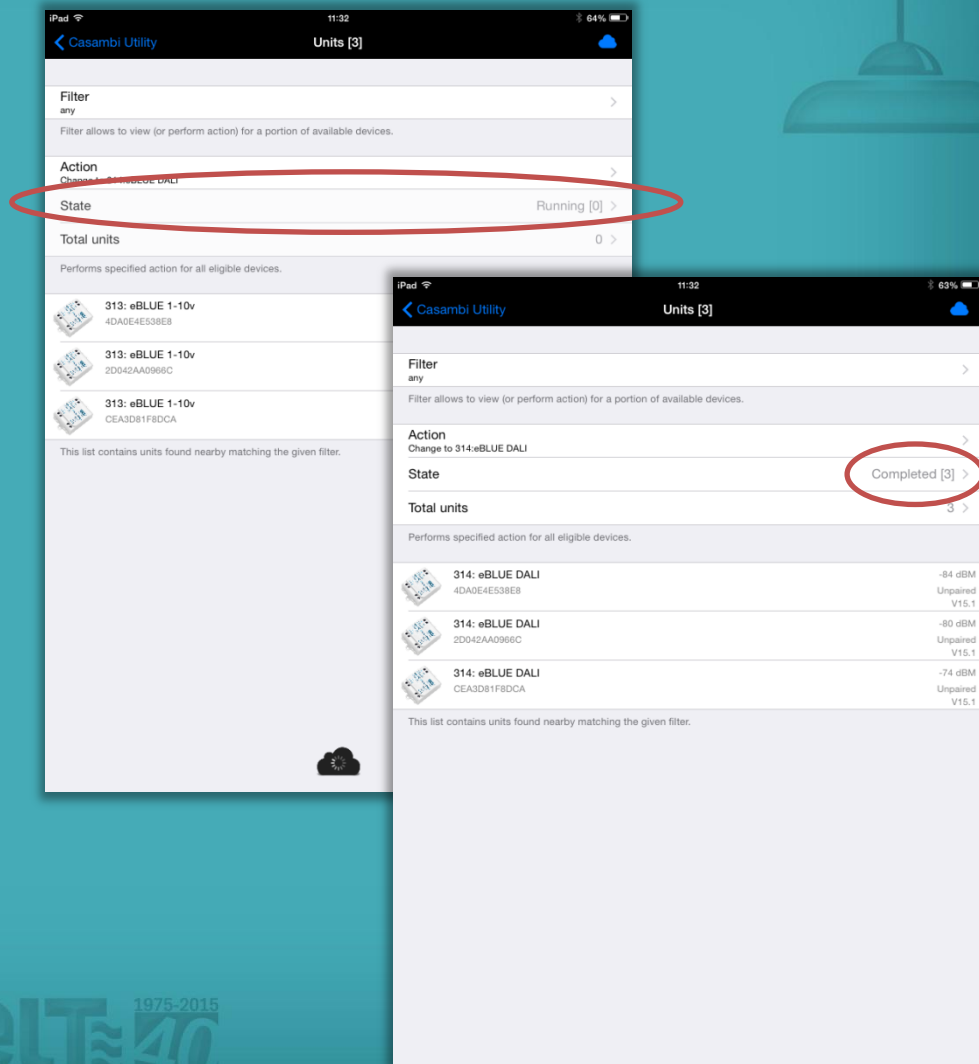 iPad 11:32 64%
Casambi Utility Units [3]
Filter
any
Filter allows to view (or perform action) for a portion of available devices.
Action
Change to 314:eBLUE DALI
State Running [0]
Total units 0
Performs specified action for all eligible devices.
313: eBLUE 1-10v
4DA0E4E538E8
313: eBLUE 1-10v
2D042AA0966C
313: eBLUE 1-10v
CEA3D81F8DCA
This list contains units found nearby matching the given filter.
iPad 11:32 63%
Casambi Utility Units [3]
Filter
any
Filter allows to view (or perform action) for a portion of available devices.
Action
Change to 314:eBLUE DALI
State Completed [3]
Total units 3
Performs specified action for all eligible devices.
314: eBLUE DALI -84 dBM
4DA0E4E538E8 Unpaired
V15.1
314: eBLUE DALI -80 dBM
2D042AA0966C Unpaired
V15.1
314: eBLUE DALI -74 dBM
CEA3D81F8DCA Unpaired
V15.1
This list contains units found nearby matching the given filter.
1975-2015
eLT 40